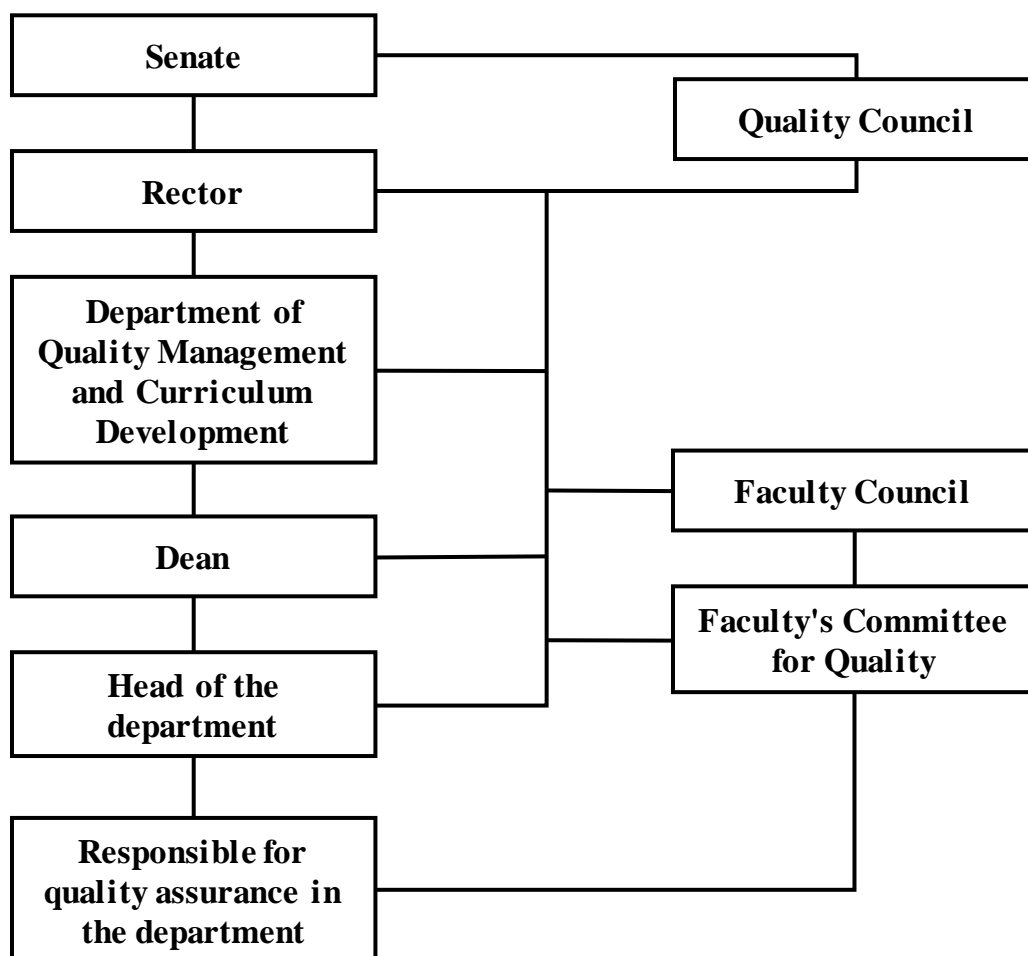 Senate
Quality Council
Rector
Department of
Quality Management
and Curriculum
Development
Faculty Council
Dean
Faculty's Committee
for Quality
Head of the
department
Responsible for
quality assurance in
the department